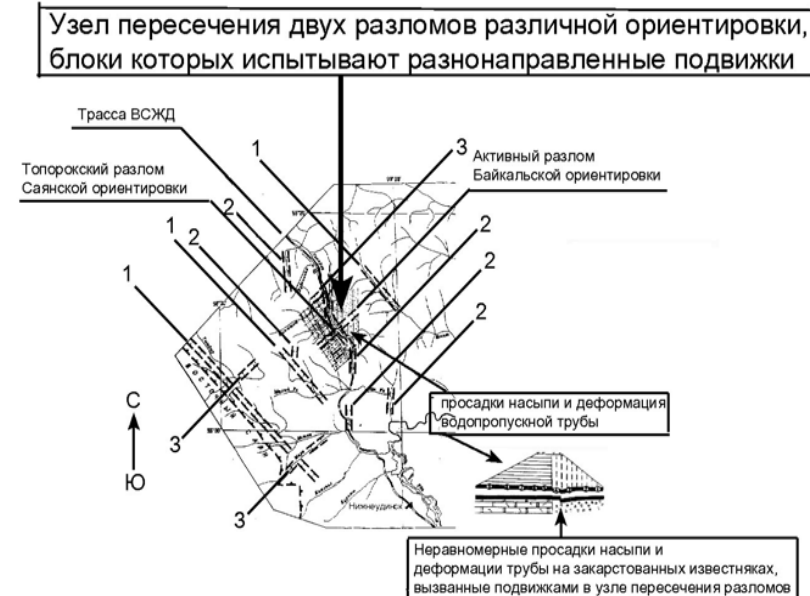 Узел пересечения двух разломов различной ориентировки,
блоки которых испытывают разнонаправленные подвижки
Трасса ВСЖД
1
3
Активный разлом
Байкальской ориентировки
Топорокский разлом
Саянской ориентировки
2
1
2
2
2
1
2
С
Ю
3
просадки насыпи и деформация
водопропускной трубы
3
Нижнеудинск
Неравномерные просадки насыпи и
деформации трубы на закарстованных известняках,
вызванные подвижками в узле пересечения разломов